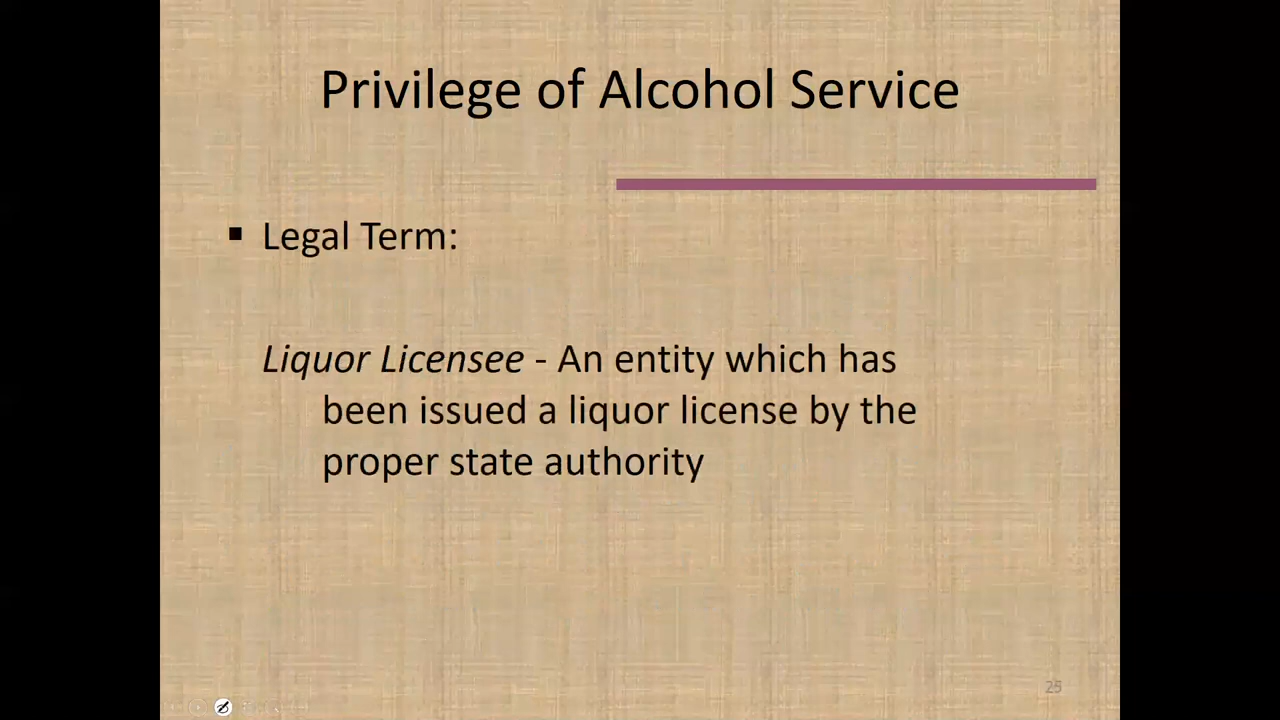 Privilege of Alcohol Service
▪ Legal Term:
Liquor Licensee - An entity which has
been issued a liquor license by the
proper state authority
25